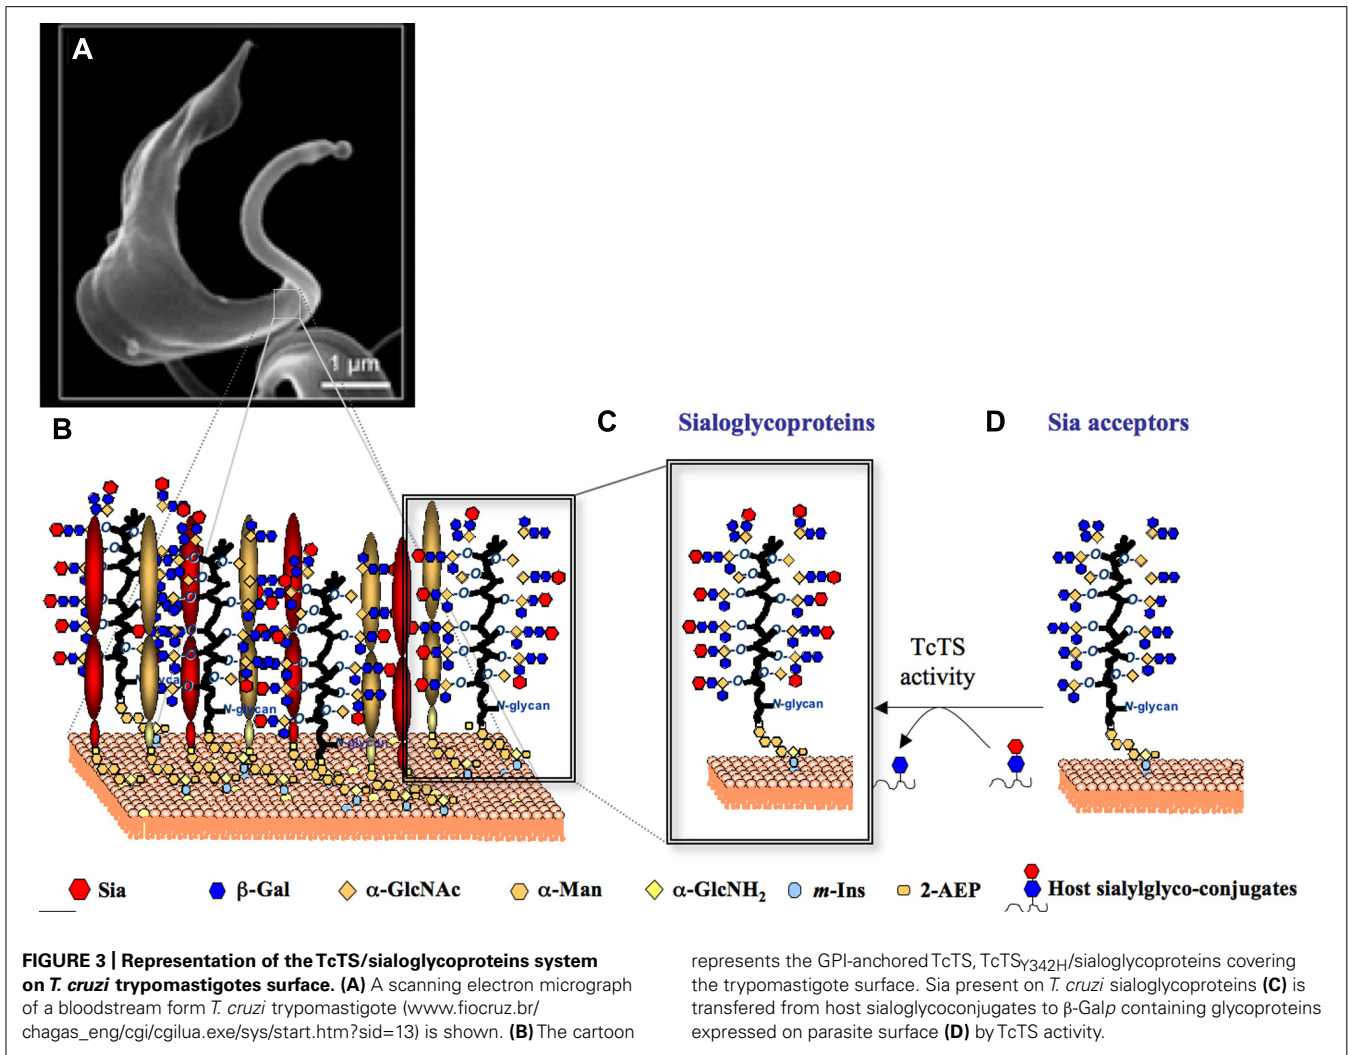 A
1 μm
B
C
Sialoglycoproteins
D
Sia acceptors
O
N-glycan
N-glycan
N-glycan
N-glycan
N-glycan
TcTS
activity
Sia
β-Gal
α-GlcNAc
α-Man
α-GlcNH2
m-Ins
2-AEP
Host sialylglyco-conjugates
FIGURE 3 | Representation of the TcTS/sialoglycoproteins system
on T. cruzi trypomastigotes surface. (A) A scanning electron micrograph
of a bloodstream form T. cruzi trypomastigote (www.fiocruz.br/
chagas_eng/cgi/cgilua.exe/sys/start.htm?sid=13) is shown. (B) The cartoon
represents the GPI-anchored TcTS, TcTSY342H/sialoglycoproteins covering
the trypomastigote surface. Sia present on T. cruzi sialoglycoproteins (C) is
transfered from host sialoglycoconjugates to β-Galp containing glycoproteins
expressed on parasite surface (D) by TcTS activity.